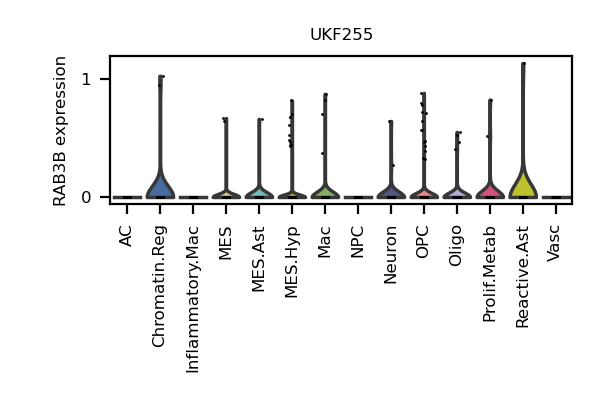 UKF255
RAB3B expression
1
0
AC
Chromatin.Reg
Inflammatory.Mac
MES
MES.Ast
MES.Hyp
Mac
NPC
Neuron
OPC
Oligo
Prolif.Metab
Reactive.Ast
Vasc